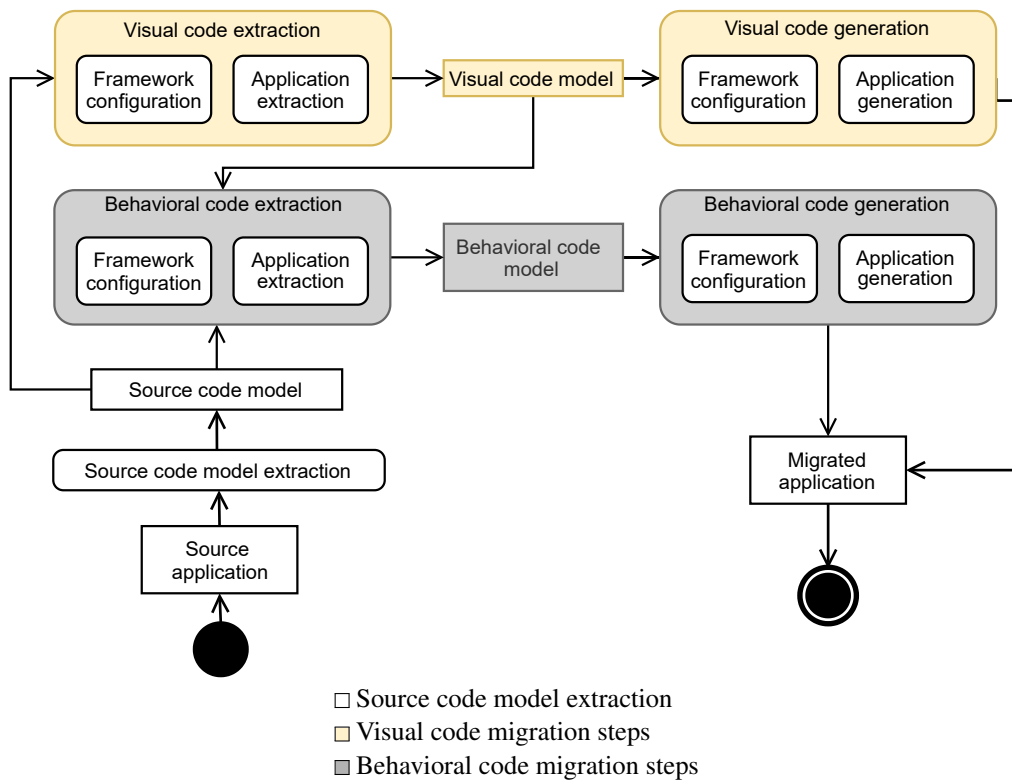 Visual code extraction
Framework
configuration
Application
extraction
Visual code model
Visual code generation
Framework
configuration
Application
generation
Behavioral code extraction
Framework
configuration
Application
extraction
Behavioral code
model
Behavioral code generation
Framework
configuration
Application
generation
Source code model
Source code model extraction
Source
application
Migrated
application
Source code model extraction
Visual code migration steps
Behavioral code migration steps